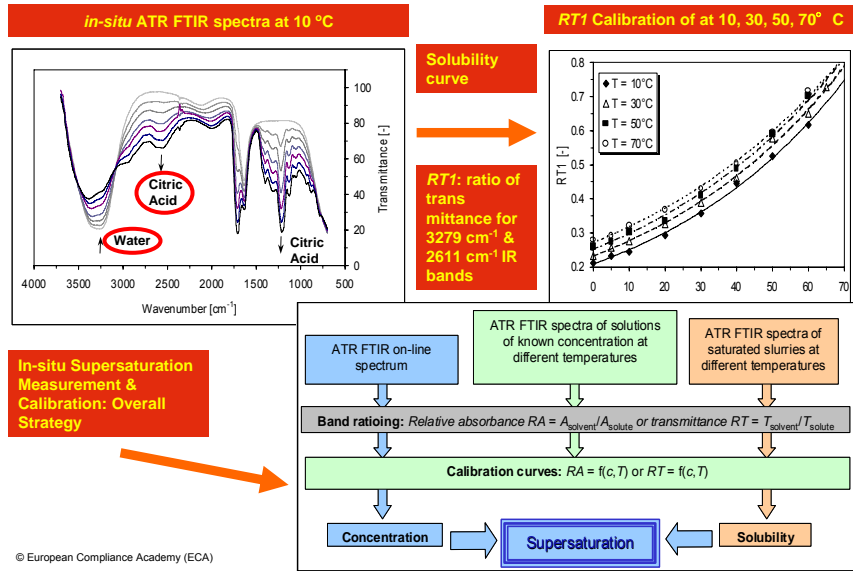 in-situ ATR FTIR spectra at 10 ºC
100
80
60
40
20
0
Transmittance [-]
Citric
Acid
Water
Citric
Acid
4000 3500 3000 2500 2000 1500 1000 500
Wavenumber [cm⁻¹]
Solubility
curve
RT1: ratio of
trans
mittance for
3279 cm⁻¹ &
2611 cm⁻¹ IR
bands
RT1 Calibration of at 10, 30, 50, 70° C
0.8
0.7
0.6
0.5
0.4
0.3
0.2
RT1 [-]
T = 10°C
T = 30°C
T = 50°C
T = 70°C
0 10 20 30 40 50 60 70
In-situ Supersaturation
Measurement &
Calibration: Overall
Strategy
ATR FTIR on-line
spectrum
ATR FTIR spectra of solutions
of known concentration at
different temperatures
ATR FTIR spectra of
saturated slurries at
different temperatures
Band ratioing: Relative absorbance RA = A_solvent/A_solute or transmittance RT = T_solvent/T_solute
Calibration curves: RA = f(c,T) or RT = f(c,T)
Concentration
Supersaturation
Solubility
© European Compliance Academy (ECA)